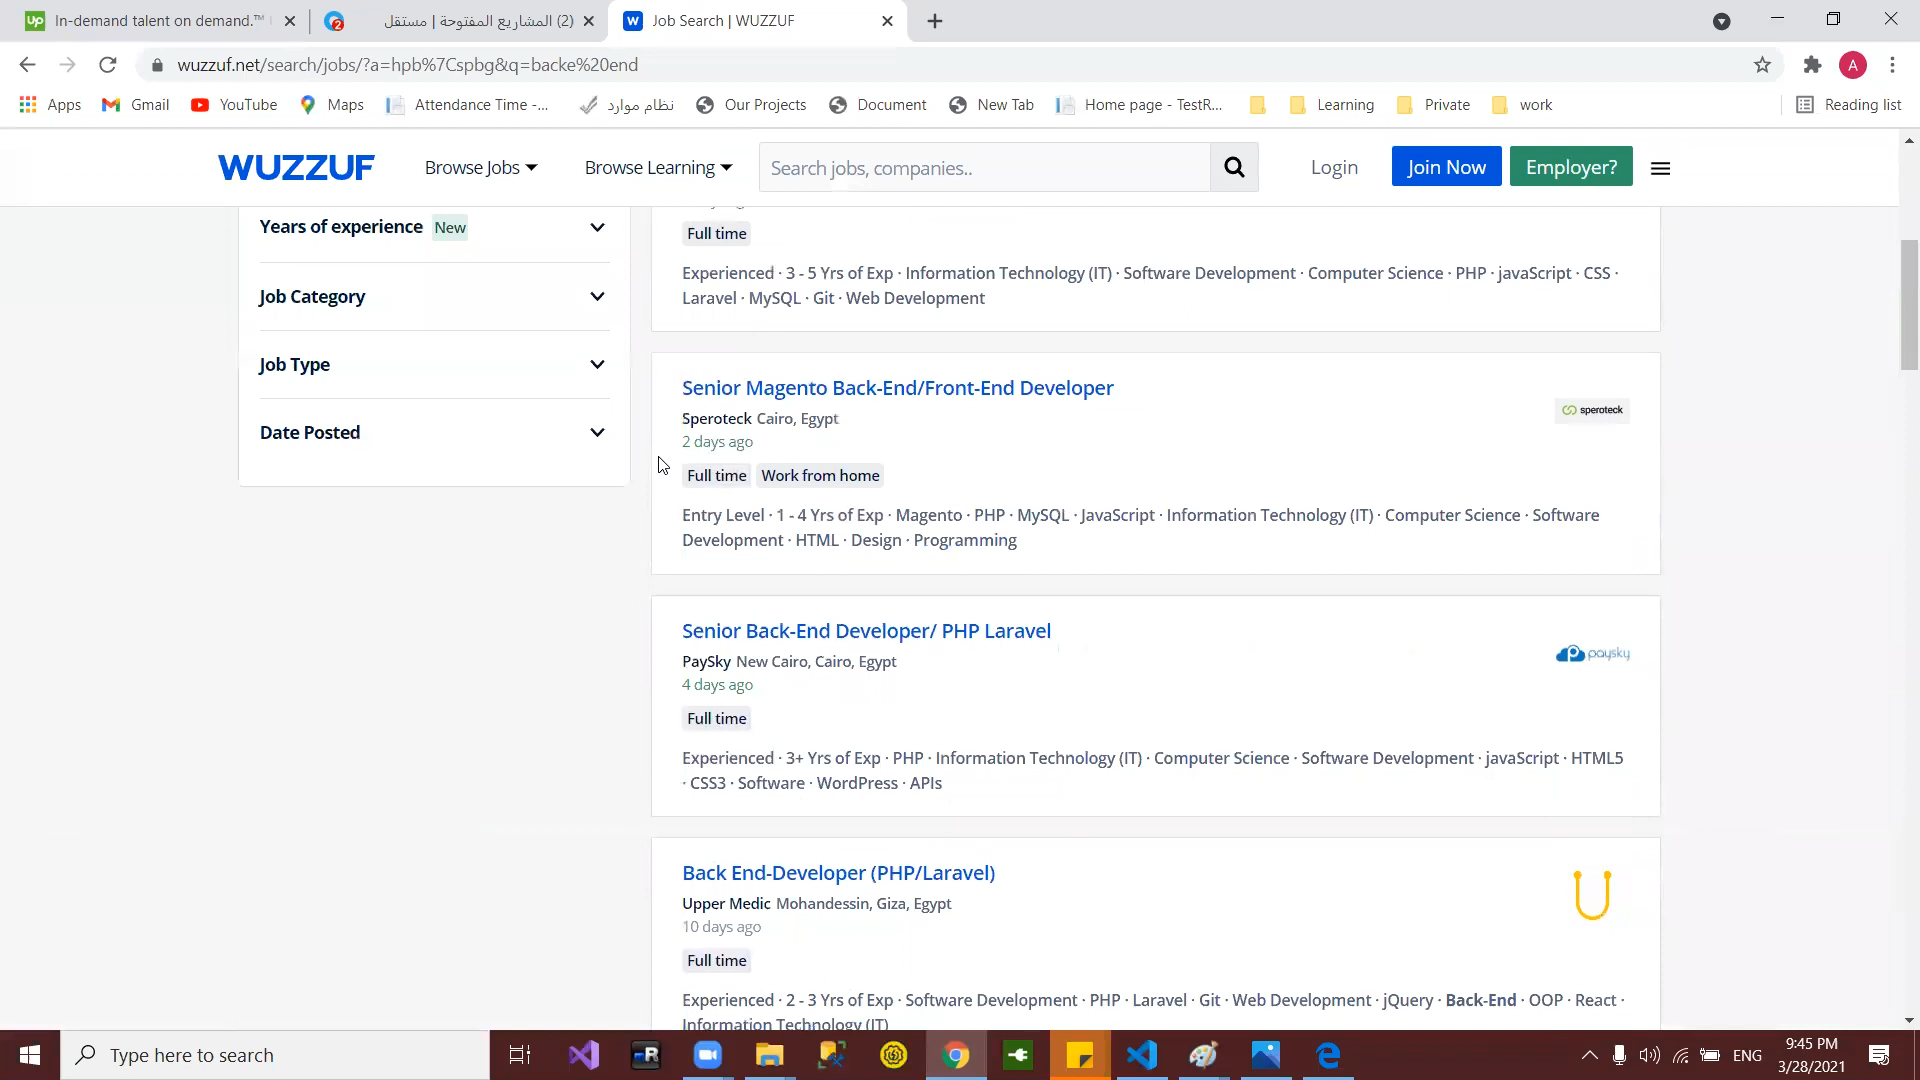 In-demand talent on demand.™
(2) المشاريع المفتوحة | مستقل
Job Search | WUZZUF
wuzzuf.net/search/jobs/?a=hpb%7Cspbg&q=backe%20end
A
Apps
Gmail
YouTube
Maps
Attendance Time -...
نظام موارد
Our Projects
Document
New Tab
Home page - TestR...
Learning
Private
work
Reading list
WUZZUF
Browse Jobs
Browse Learning
Search jobs, companies..
Login
Join Now
Employer?
Years of experience New
Job Category
Job Type
Date Posted
Full time
Experienced · 3 - 5 Yrs of Exp · Information Technology (IT) · Software Development · Computer Science · PHP · javaScript · CSS ·
Laravel · MySQL · Git · Web Development
Senior Magento Back-End/Front-End Developer
Speroteck Cairo, Egypt
2 days ago
Full time Work from home
Entry Level · 1 - 4 Yrs of Exp · Magento · PHP · MySQL · JavaScript · Information Technology (IT) · Computer Science · Software
Development · HTML · Design · Programming
speroteck
Senior Back-End Developer/ PHP Laravel
PaySky New Cairo, Cairo, Egypt
4 days ago
Full time
Experienced · 3+ Yrs of Exp · PHP · Information Technology (IT) · Computer Science · Software Development · javaScript · HTML5
· CSS3 · Software · WordPress · APIs
paysky
Back End-Developer (PHP/Laravel)
Upper Medic Mohandessin, Giza, Egypt
10 days ago
Full time
Experienced · 2 - 3 Yrs of Exp · Software Development · PHP · Laravel · Git · Web Development · jQuery · Back-End · OOP · React ·
Information Technology (IT)
Type here to search
ENG
9:45 PM
3/28/2021